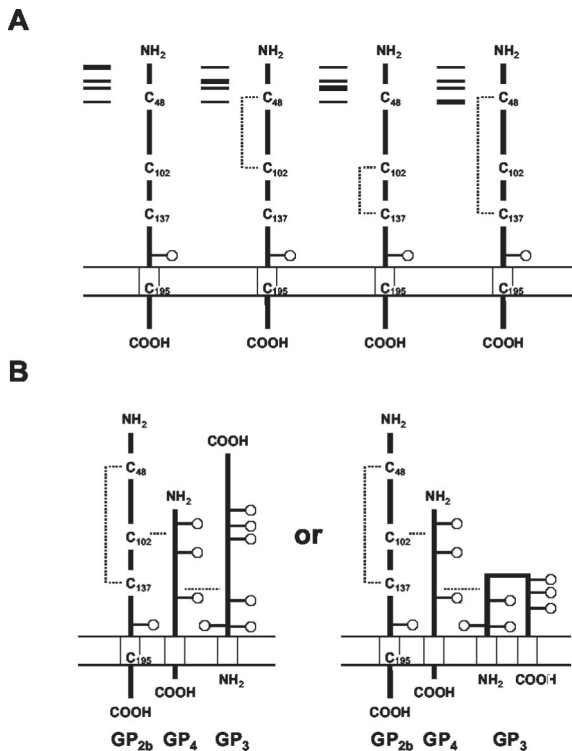 A
NH2 NH2 NH2 NH2
C48 C48 C48 C48
C102 C102 C102 C102
C137 C137 C137 C137
C195 C195 C195 C195
COOH COOH COOH COOH
B
NH2 COOH NH2
C48 NH2 C48 NH2
C102 or C102
C137 C137
C195 C195
COOH NH2 COOH NH2 COOH
COOH COOH
GP2b GP4 GP3 GP2b GP4 GP3